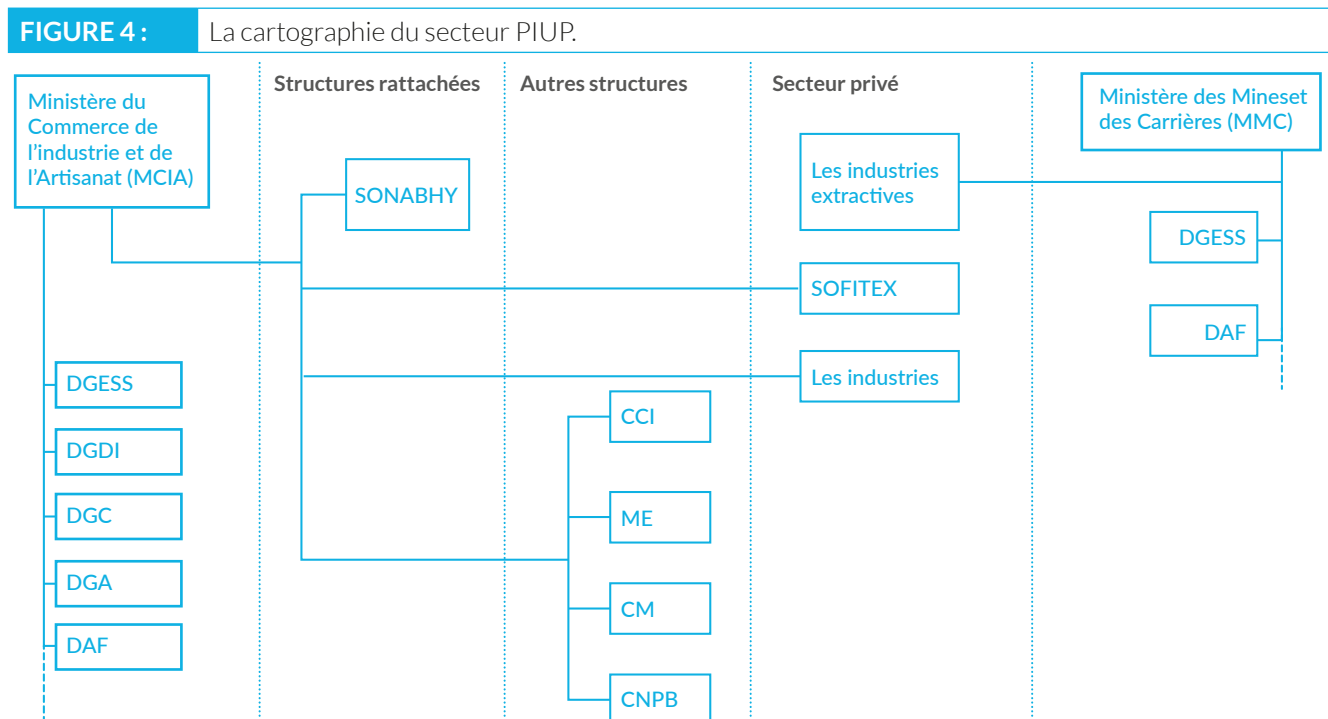 FIGURE 4 :
La cartographie du secteur PIUP.
Ministère du
Commerce de
l'industrie et de
l'Artisanat (MCIA)
DGESS
DGDI
DGC
DGA
DAF
Structures rattachées
SONABHY
Autres structures
CCI
ME
CM
CNPB
Secteur privé
Les industries
extractives
SOFITEX
Les industries
Ministère des Mineset
des Carrières (MMC)
DGESS
DAF